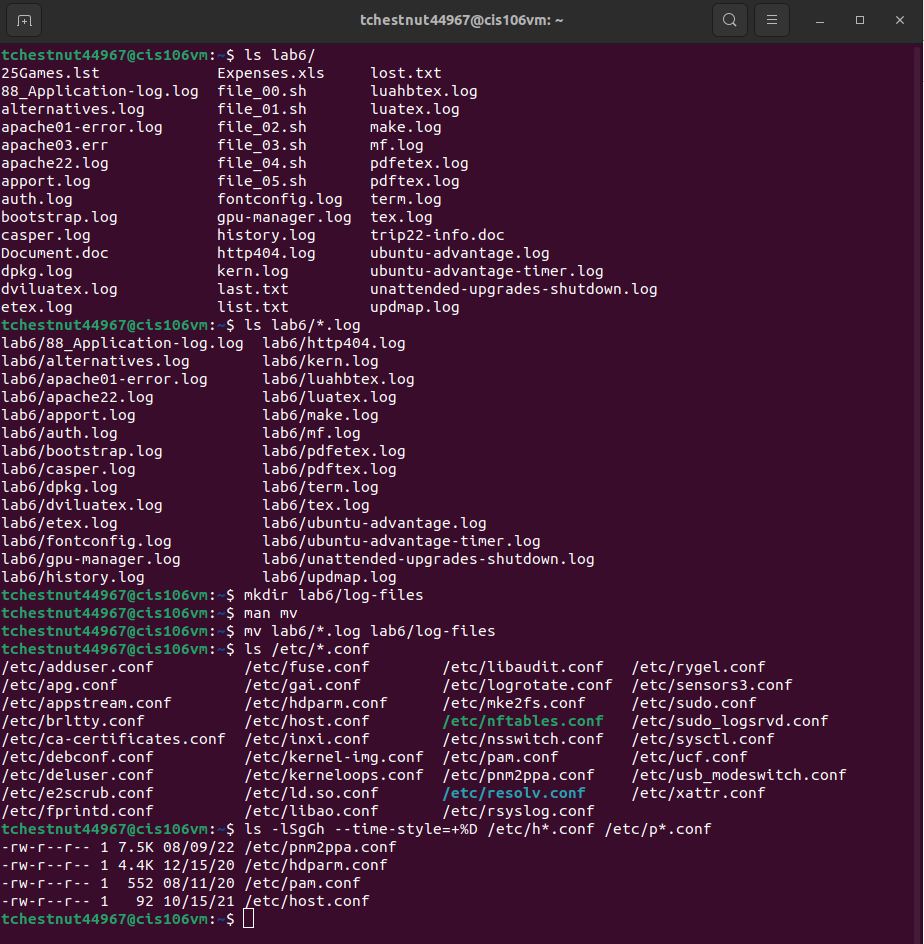 tchestnut44967@cis106vm: ~
tchestnut44967@cis106vm:~$ ls lab6/
25Games.lst             Expenses.xls     lost.txt
88_Application-log.log  file_00.sh       luahbtex.log
alternatives.log        file_01.sh       luatex.log
apache01-error.log      file_02.sh       make.log
apache03.err            file_03.sh       mf.log
apache22.log            file_04.sh       pdfetex.log
apport.log              file_05.sh       pdftex.log
auth.log                fontconfig.log   term.log
bootstrap.log           gpu-manager.log  tex.log
casper.log              history.log      trip22-info.doc
Document.doc            http404.log      ubuntu-advantage.log
dpkg.log                kern.log         ubuntu-advantage-timer.log
dviluatex.log           last.txt         unattended-upgrades-shutdown.log
etex.log                list.txt         updmap.log
tchestnut44967@cis106vm:~$ ls lab6/*.log
lab6/88_Application-log.log  lab6/http404.log
lab6/alternatives.log        lab6/kern.log
lab6/apache01-error.log      lab6/luahbtex.log
lab6/apache22.log            lab6/luatex.log
lab6/apport.log              lab6/make.log
lab6/auth.log                lab6/mf.log
lab6/bootstrap.log           lab6/pdfetex.log
lab6/casper.log              lab6/pdftex.log
lab6/dpkg.log                lab6/term.log
lab6/dviluatex.log           lab6/tex.log
lab6/etex.log                lab6/ubuntu-advantage.log
lab6/fontconfig.log          lab6/ubuntu-advantage-timer.log
lab6/gpu-manager.log         lab6/unattended-upgrades-shutdown.log
lab6/history.log             lab6/updmap.log
tchestnut44967@cis106vm:~$ mkdir lab6/log-files
tchestnut44967@cis106vm:~$ man mv
tchestnut44967@cis106vm:~$ mv lab6/*.log lab6/log-files
tchestnut44967@cis106vm:~$ ls /etc/*.conf
/etc/adduser.conf          /etc/fuse.conf        /etc/libaudit.conf   /etc/rygel.conf
/etc/apg.conf              /etc/gai.conf         /etc/logrotate.conf  /etc/sensors3.conf
/etc/appstream.conf        /etc/hdparm.conf      /etc/mke2fs.conf     /etc/sudo.conf
/etc/brltty.conf           /etc/host.conf        /etc/nftables.conf   /etc/sudo_logsrvd.conf
/etc/ca-certificates.conf  /etc/inxi.conf        /etc/nsswitch.conf   /etc/sysctl.conf
/etc/debconf.conf          /etc/kernel-img.conf  /etc/pam.conf        /etc/ucf.conf
/etc/deluser.conf          /etc/kerneloops.conf  /etc/pnm2ppa.conf    /etc/usb_modeswitch.conf
/etc/e2scrub.conf          /etc/ld.so.conf       /etc/resolv.conf     /etc/xattr.conf
/etc/fprintd.conf          /etc/libao.conf       /etc/rsyslog.conf
tchestnut44967@cis106vm:~$ ls -lSgGh --time-style=+%D /etc/h*.conf /etc/p*.conf
-rw-r--r-- 1 7.5K 08/09/22 /etc/pnm2ppa.conf
-rw-r--r-- 1 4.4K 12/15/20 /etc/hdparm.conf
-rw-r--r-- 1  552 08/11/20 /etc/pam.conf
-rw-r--r-- 1   92 10/15/21 /etc/host.conf
tchestnut44967@cis106vm:~$